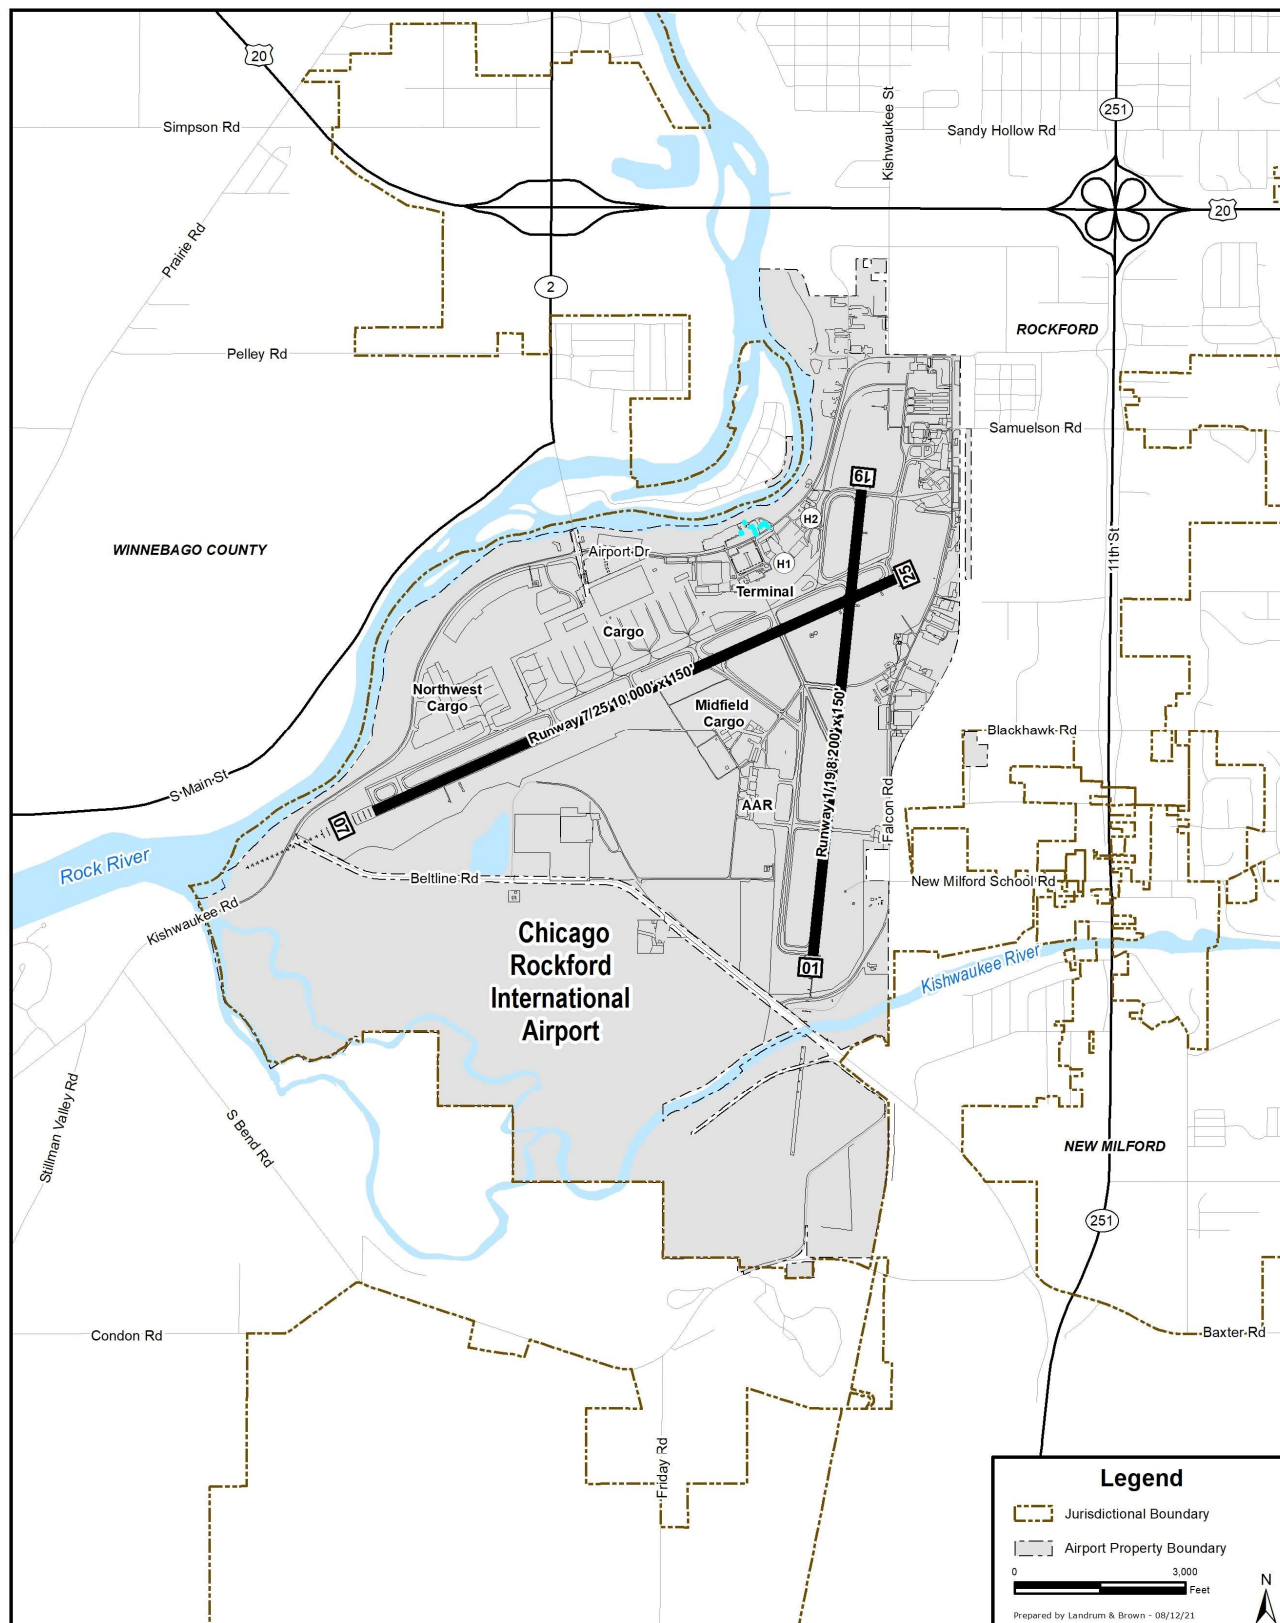 20
251
Kishwaukee St
Simpson Rd
Sandy Hollow Rd
20
Prairie Rd
2
ROCKFORD
Pelley Rd
Samuelson Rd
19
H2
WINNEBAGO COUNTY
11th St
Airport Dr
H1
25
Terminal
Cargo
Northwest
Cargo
Midfield
Cargo
Runway 7/25 10,000' x 150'
Runway 1/19 8,200' x 150'
Blackhawk Rd
S Main St
AAR
07
Falcon Rd
Rock River
Beltline Rd
New Milford School Rd
Kishwaukee Rd
Chicago
Rockford
International
Airport
01
Kishwaukee River
Stillman Valley Rd
S Bend Rd
NEW MILFORD
251
Condon Rd
Baxter Rd
Friday Rd
Legend
Jurisdictional Boundary
Airport Property Boundary
0 3,000
Feet
N
Prepared by Landrum & Brown - 08/12/21